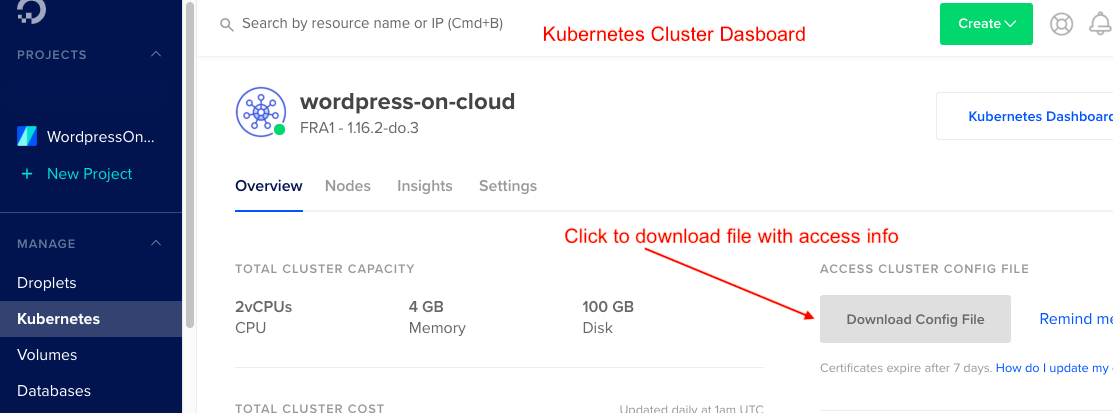 Search by resource name or IP (Cmd+B)
Kubernetes Cluster Dasboard
Create
PROJECTS
WordpressOn...
+ New Project
MANAGE
Droplets
Kubernetes
Volumes
Databases
wordpress-on-cloud
FRA1 - 1.16.2-do.3
Kubernetes Dashboard
Overview Nodes Insights Settings
Click to download file with access info
TOTAL CLUSTER CAPACITY
2vCPUs 4 GB 100 GB
CPU Memory Disk
ACCESS CLUSTER CONFIG FILE
Download Config File Remind me
Certificates expire after 7 days. How do I update my
TOTAL CLUSTER COST Updated daily at 1am UTC